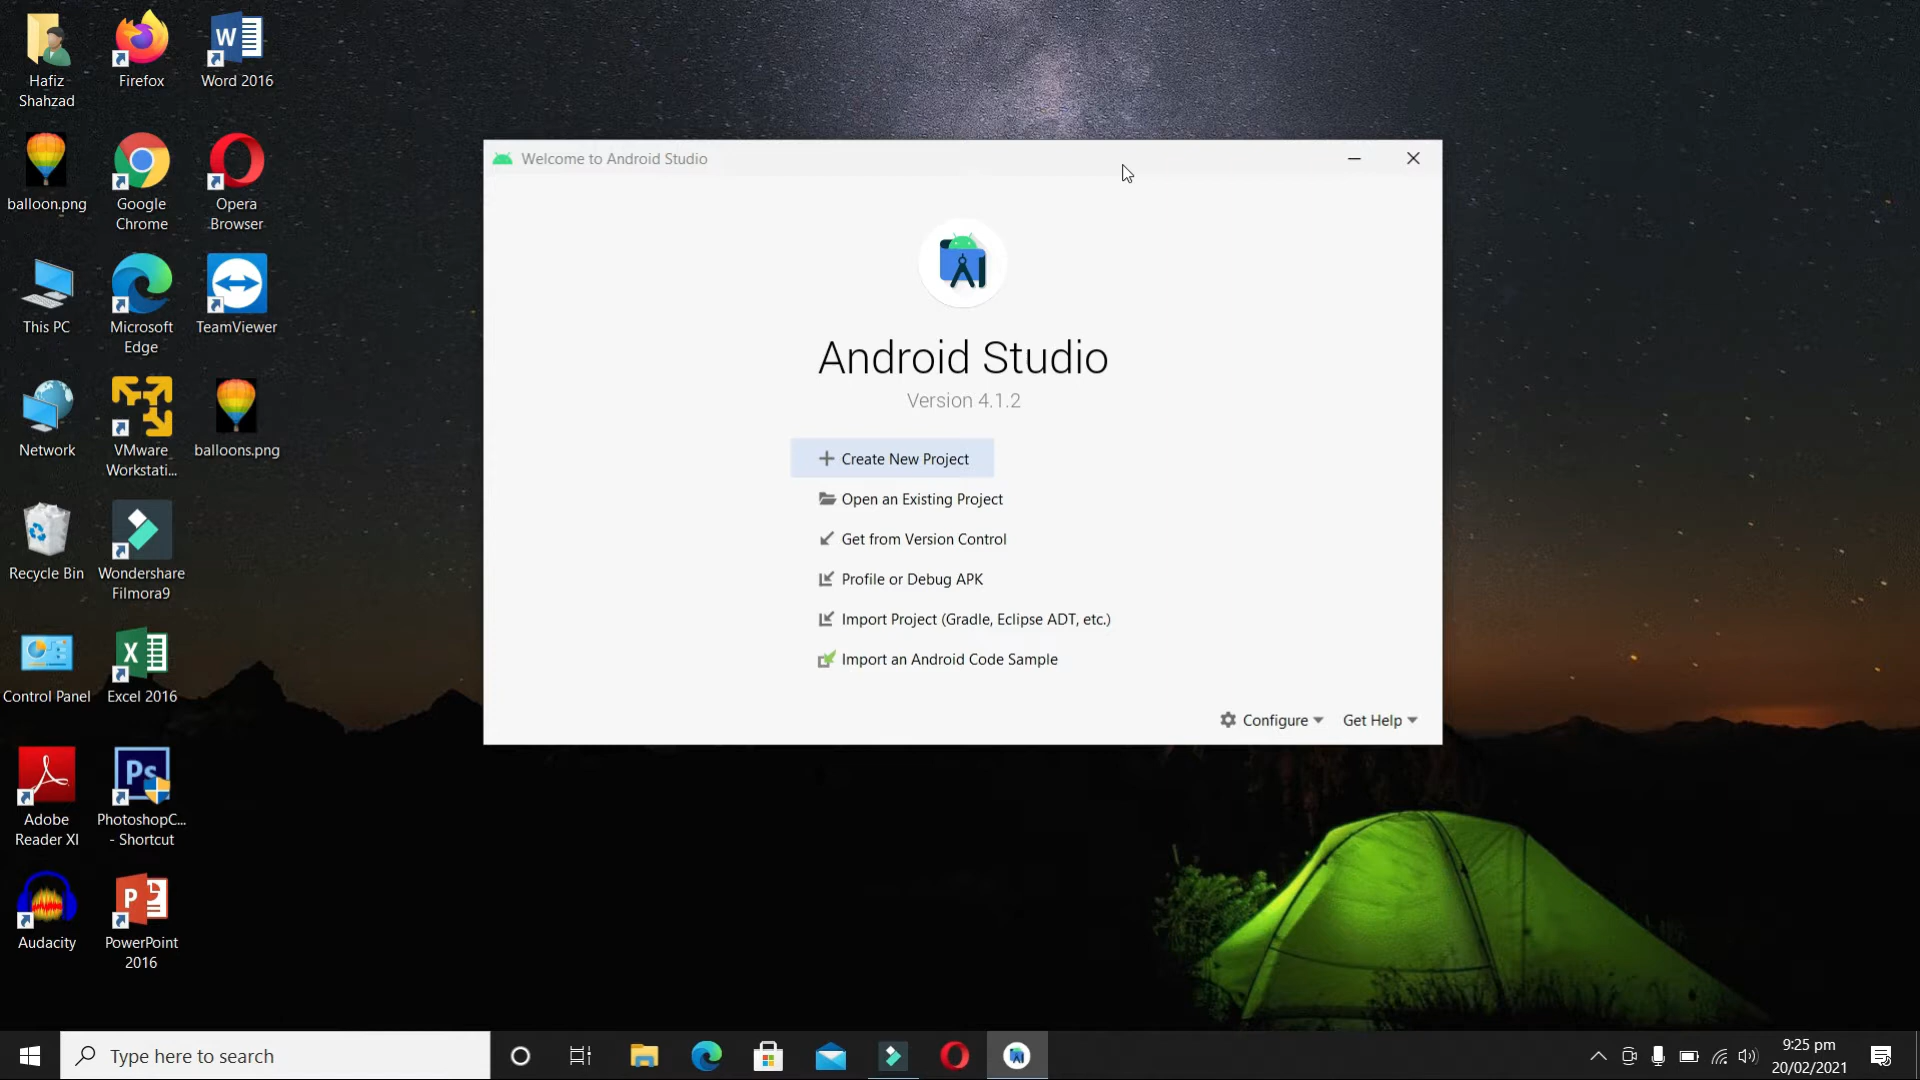 Hafiz
Shahzad
Firefox
Word 2016
balloon.png
Google
Chrome
Opera
Browser
This PC
Microsoft
Edge
TeamViewer
Network
VMware
Workstati...
balloons.png
Recycle Bin
Wondershare
Filmora9
Control Panel
Excel 2016
Adobe
Reader XI
PhotoshopC...
- Shortcut
Audacity
PowerPoint
2016
Welcome to Android Studio
Android Studio
Version 4.1.2
Create New Project
Open an Existing Project
Get from Version Control
Profile or Debug APK
Import Project (Gradle, Eclipse ADT, etc.)
Import an Android Code Sample
Configure
Get Help
Type here to search
9:25 pm
20/02/2021